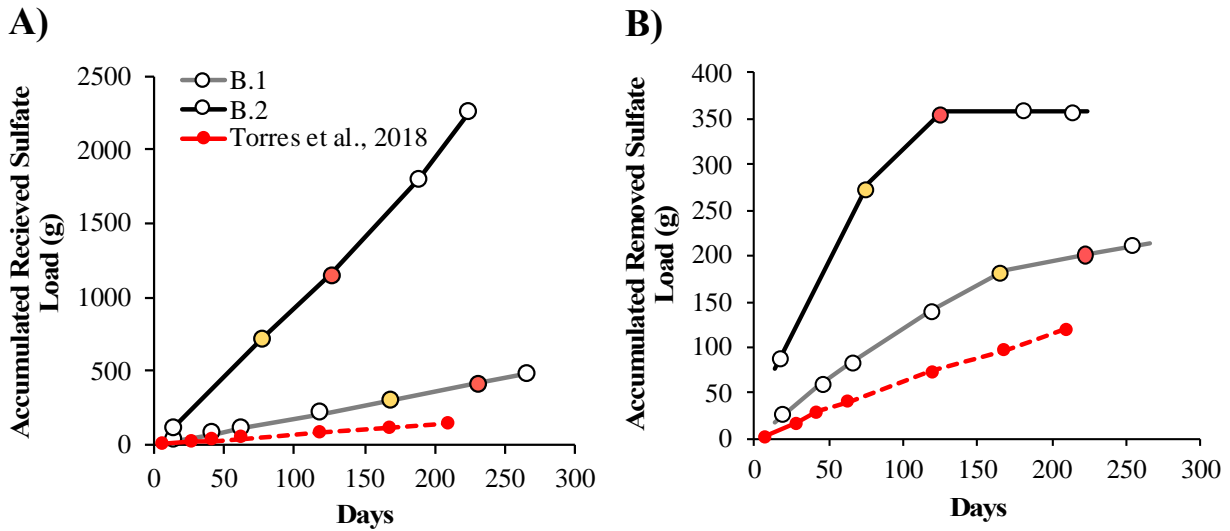 A)
Accumulated Recieved Sulfate
Load (g)
2500
2000
1500
1000
500
0
B.1
B.2
Torres et al., 2018
0 50 100 150 200 250 300
Days
B)
Accumulated Removed Sulfate
Load (g)
400
350
300
250
200
150
100
50
0
0 50 100 150 200 250 300
Days